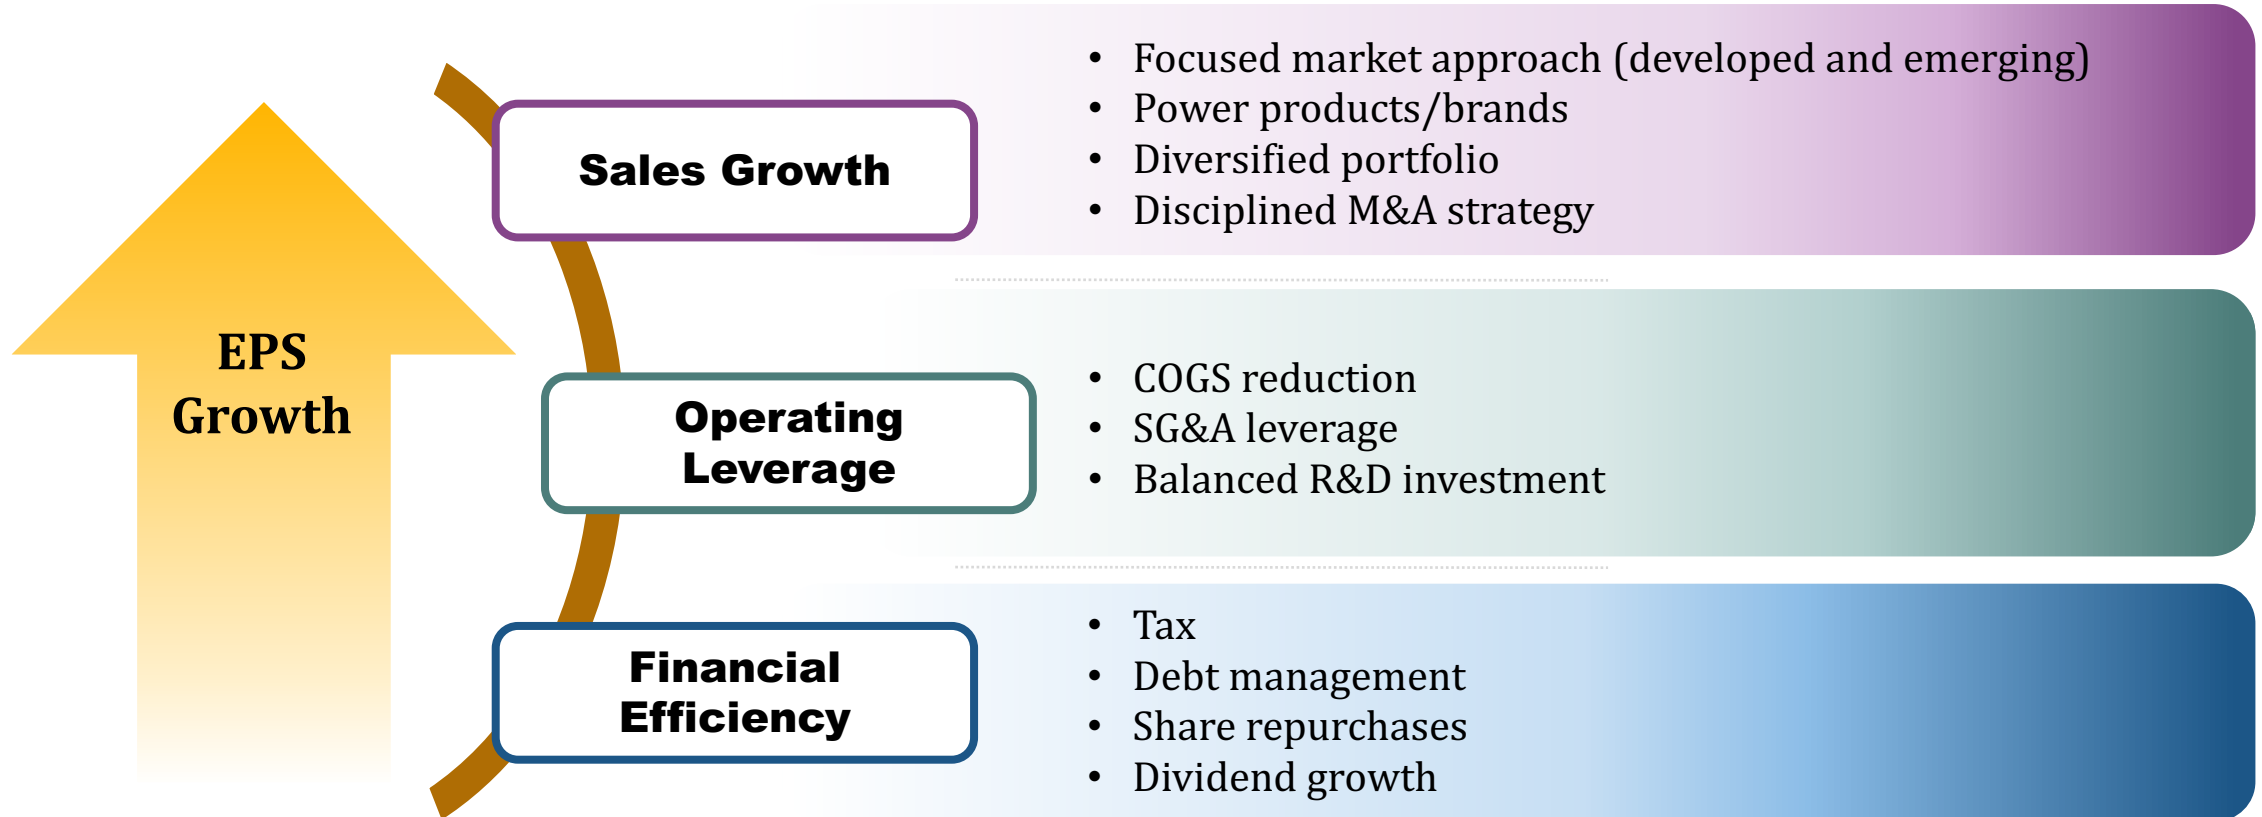 EPS
Growth
Sales Growth
• Focused market approach (developed and emerging)
• Power products/brands
• Diversified portfolio
• Disciplined M&A strategy
Operating
Leverage
• COGS reduction
• SG&A leverage
• Balanced R&D investment
Financial
Efficiency
• Tax
• Debt management
• Share repurchases
• Dividend growth